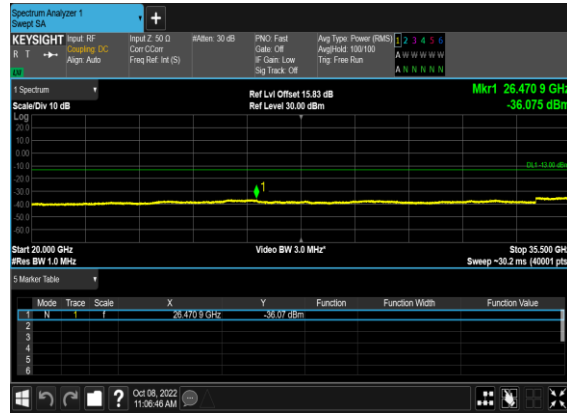 Spectrum Analyzer 1
Swept SA
+
KEYSIGHT Input: RF Input Z: 50 Ω #Atten: 30 dB PNO: Fast Avg Type: Power (RMS) 1 2 3 4 5 6
R T Coupling: DC Corr CCorr Gate: Off Avg|Hold: 100/100 A W W W W W
Align: Auto Freq Ref: Int (S) IF Gain: Low Trig: Free Run A N N N N N
Sig Track: Off
1 Spectrum Ref Lvl Offset 15.83 dB Mkr1 26.470 9 GHz
Scale/Div 10 dB Ref Level 30.00 dBm -36.075 dBm
Log
20.0
10.0
0.00
-10.0
DL1 -13.00 dBm
-20.0
-30.0
1
-40.0
-50.0
-60.0
Start 20.000 GHz Video BW 3.0 MHz* Stop 35.500 GHz
#Res BW 1.0 MHz Sweep ~30.2 ms (40001 pts)
5 Marker Table
Mode Trace Scale X Y Function Function Width Function Value
1 N 1 f 26.470 9 GHz -36.07 dBm
2
3
4
5
6
? Oct 08, 2022
11:06:46 AM